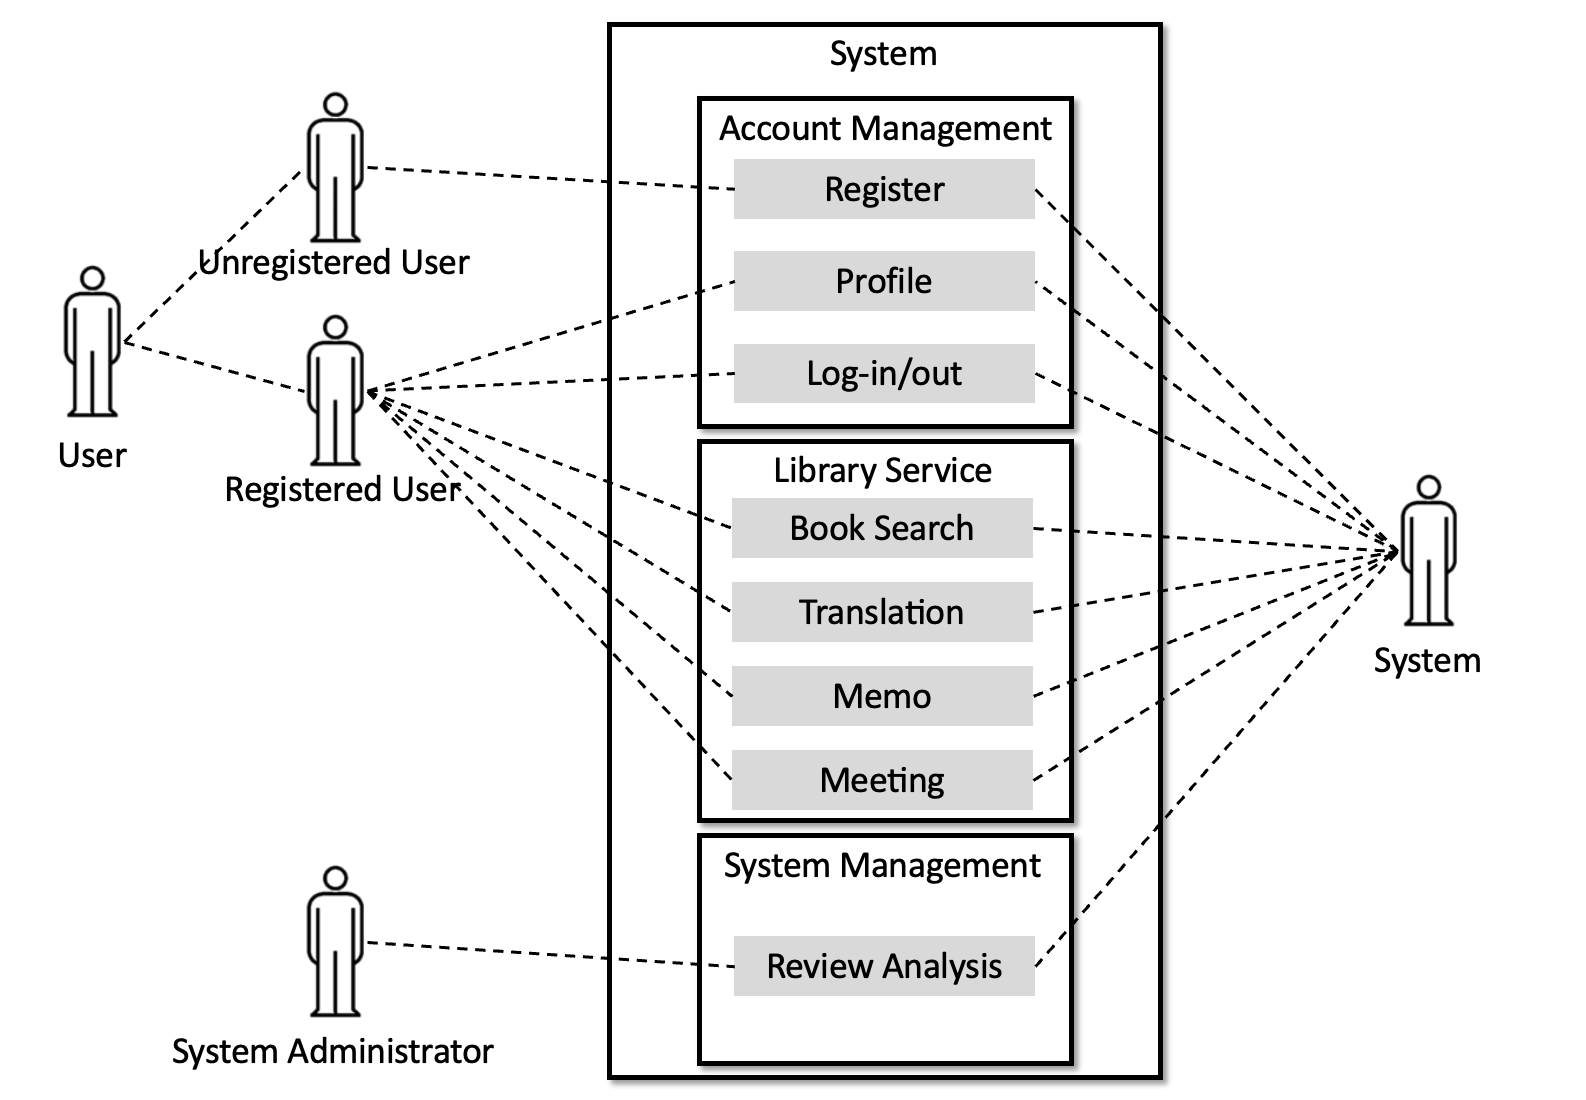 System
Account Management
Register
Unregistered User
Profile
Log-in/out
User
Registered User
Library Service
Book Search
Translation
System
Memo
Meeting
System Management
Review Analysis
System Administrator